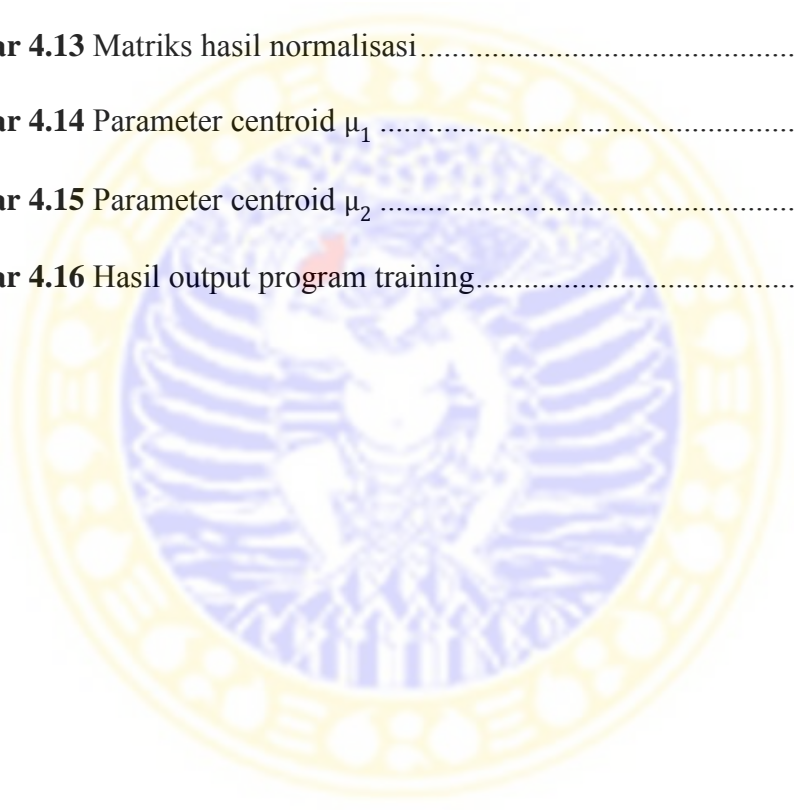 ar 4.13 Matriks hasil normalisasi..................................................
ar 4.14 Parameter centroid μ₁ .......................................................
ar 4.15 Parameter centroid μ₂ .......................................................
ar 4.16 Hasil output program training..........................................